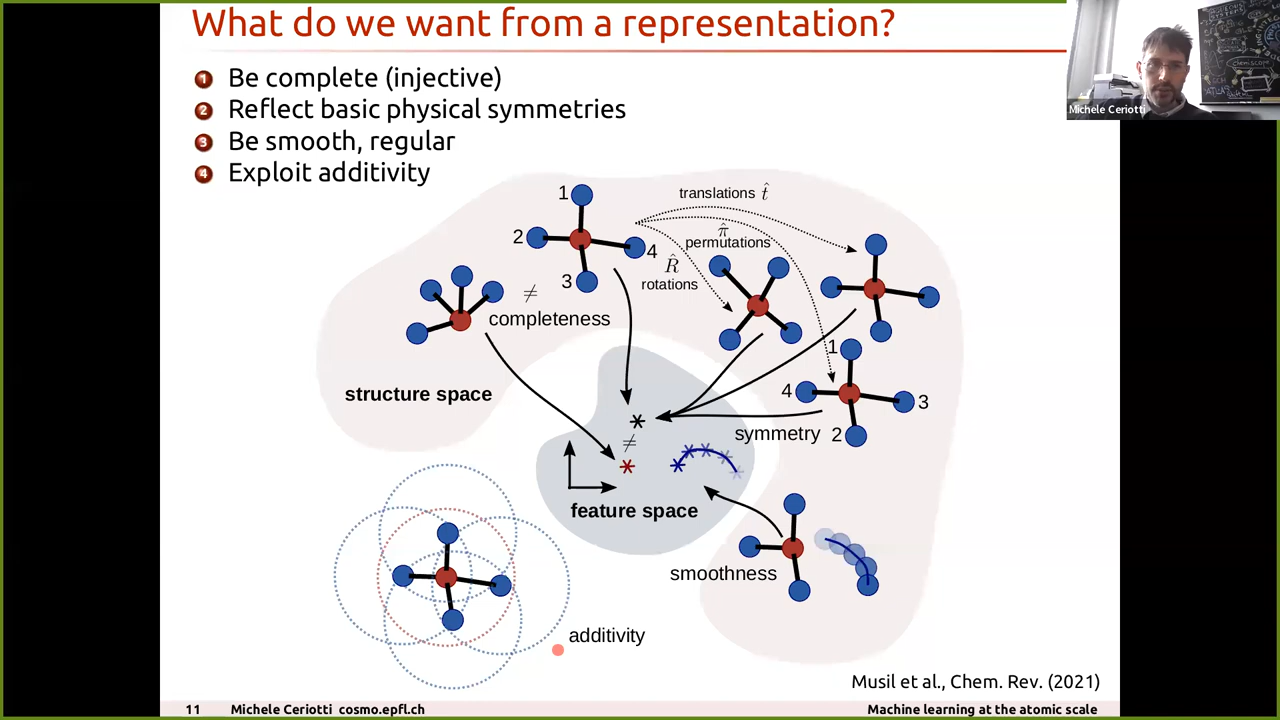 What do we want from a representation?
1 Be complete (injective)
2 Reflect basic physical symmetries
3 Be smooth, regular
4 Exploit additivity
Michele Ceriotti
chemiscope
translations t̂
π̂
permutations
R̂
rotations
1
2
3
4
≠
completeness
structure space
≠
feature space
symmetry
1
4
3
2
smoothness
additivity
Musil et al., Chem. Rev. (2021)
11 Michele Ceriotti cosmo.epfl.ch Machine learning at the atomic scale